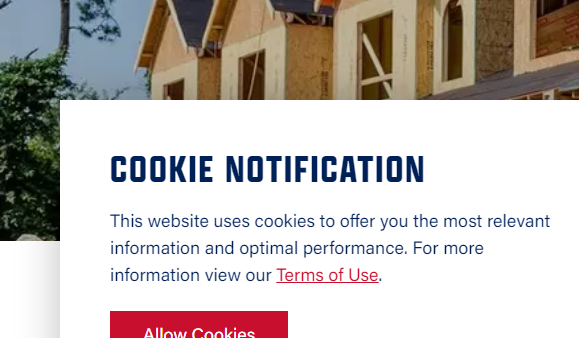 COOKIE NOTIFICATION
This website uses cookies to offer you the most relevant
information and optimal performance. For more
information view our Terms of Use.
Allow Cookies